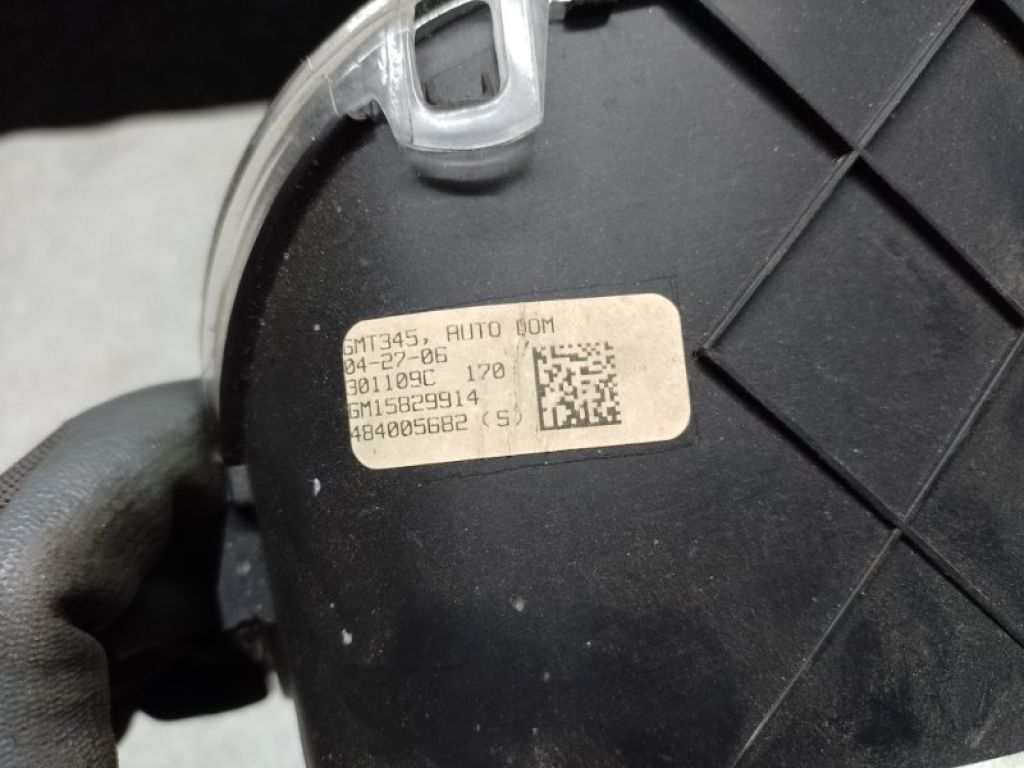 GMT345, AUTO DOM
04-27-06
301109C 170
GM15829914
484005682 (S)